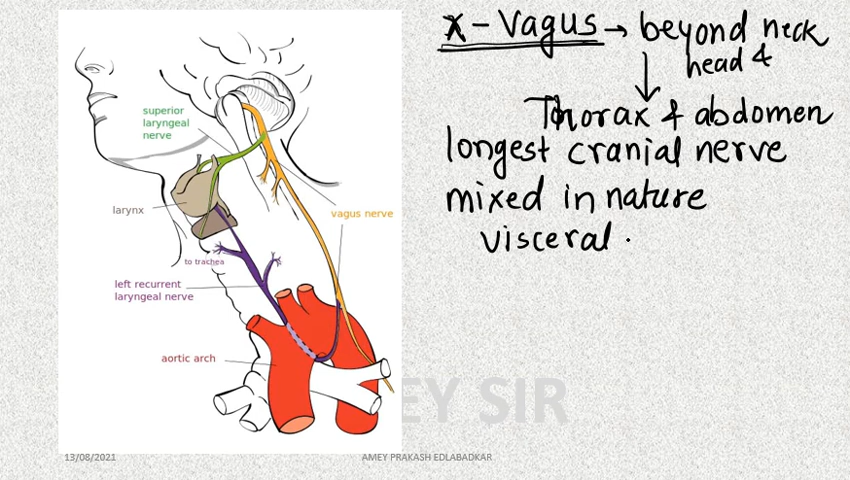 X - Vagus → beyond neck
head &
Thorax & abdomen
longest cranial nerve
mixed in nature
visceral .
superior
laryngeal
nerve
larynx
vagus nerve
to trachea
left recurrent
laryngeal nerve
aortic arch
EY SIR
13/08/2021
AMEY PRAKASH EDLABADKAR